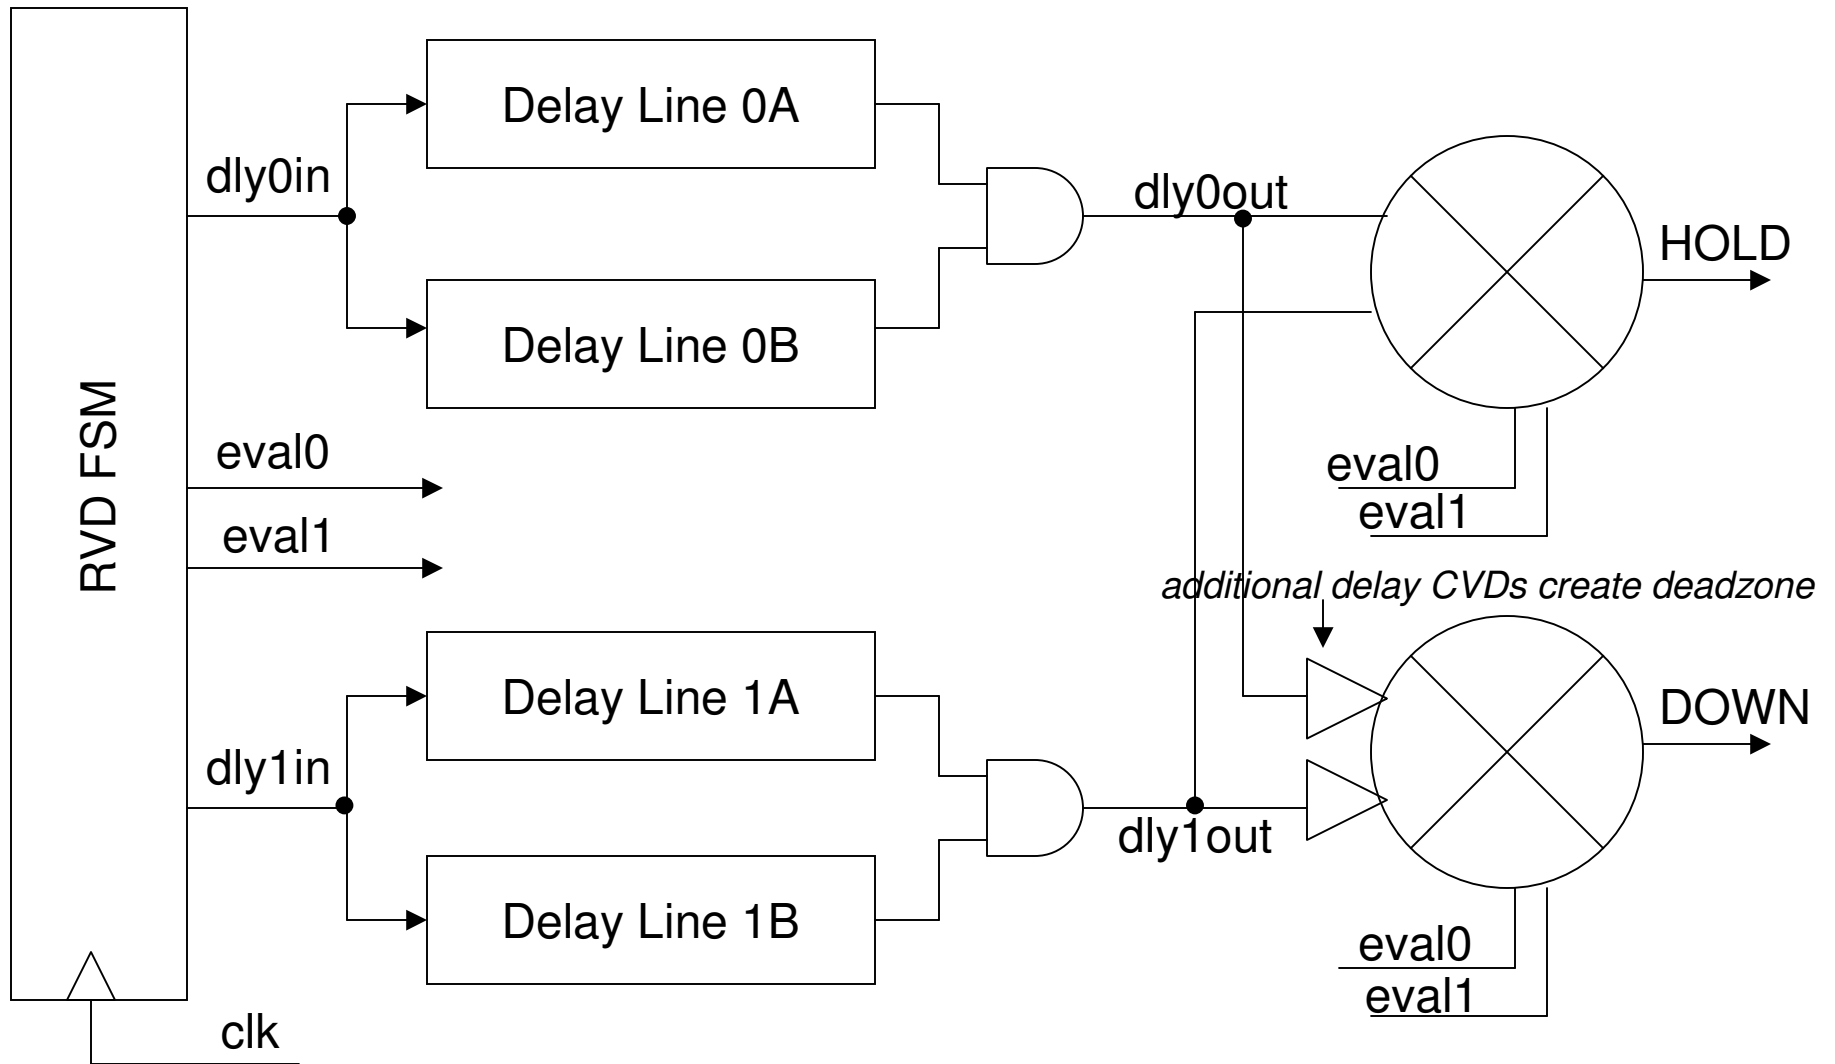 Delay Line 0A
dly0in
dly0out
HOLD
Delay Line 0B
RVD FSM
eval0
eval0
eval1
eval1
additional delay CVDs create deadzone
Delay Line 1A
DOWN
dly1in
dly1out
Delay Line 1B
eval0
eval1
clk